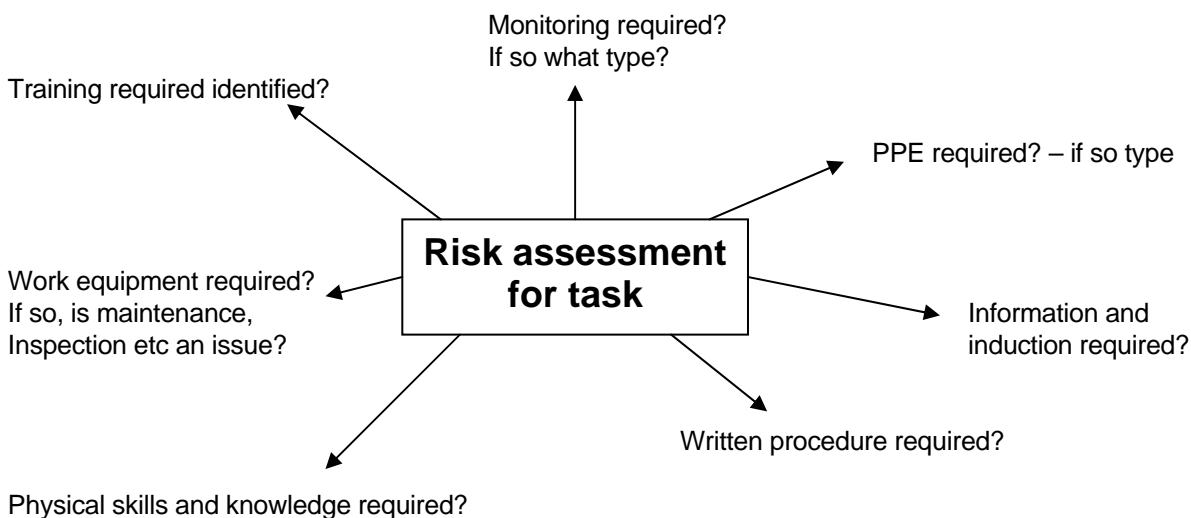 Monitoring required?
If so what type?
Training required identified?
PPE required? – if so type
Risk assessment
for task
Work equipment required?
If so, is maintenance,
Inspection etc an issue?
Information and
induction required?
Written procedure required?
Physical skills and knowledge required?